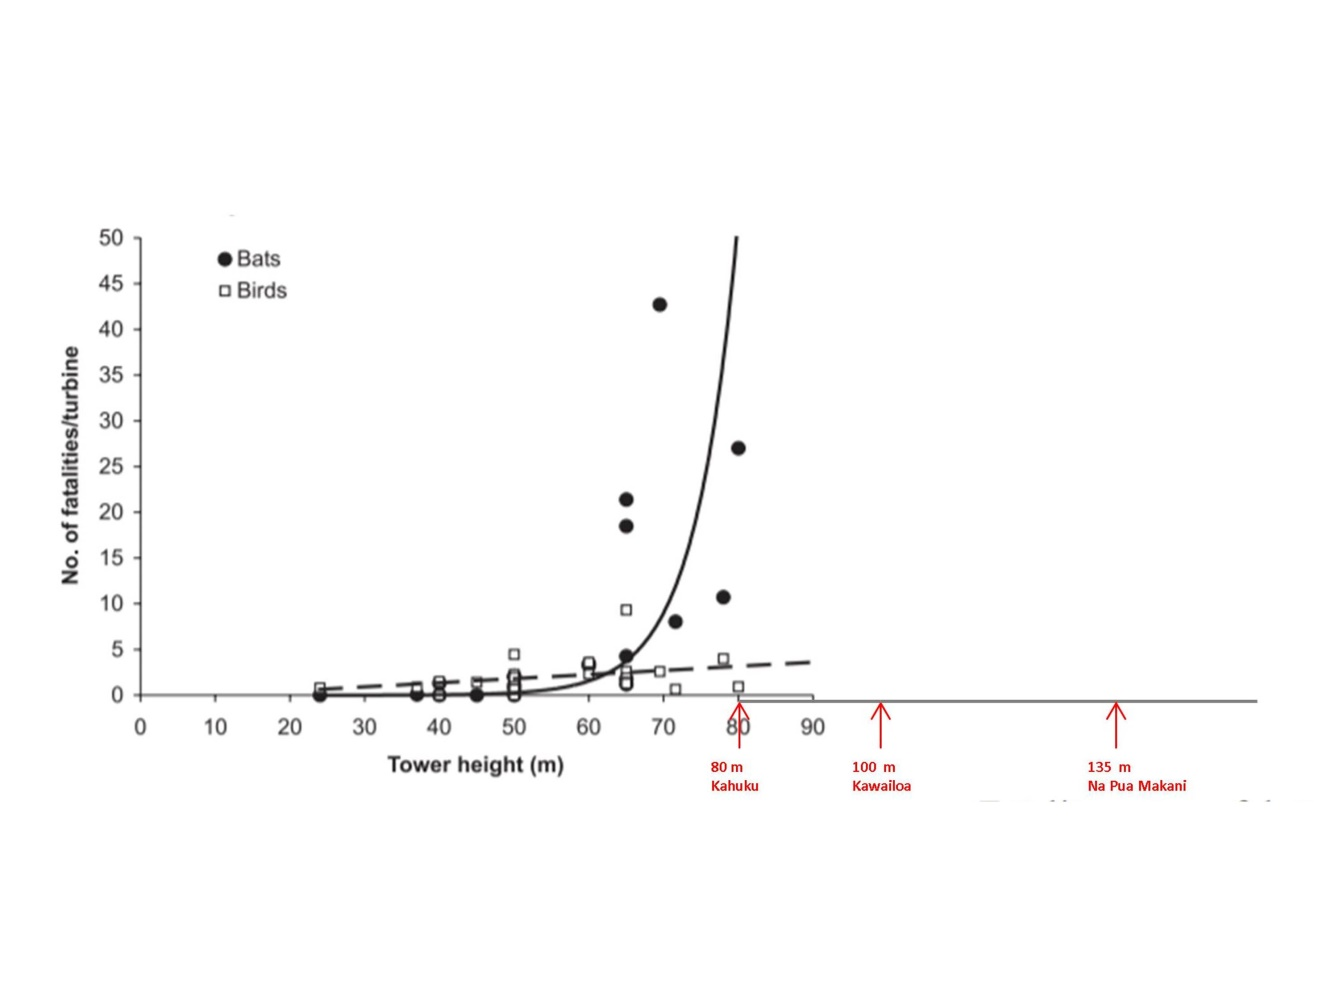 50
45
40
35
30
25
20
15
10
5
0
Bats
Birds
No. of fatalities/turbine
0 10 20 30 40 50 60 70 80 90
Tower height (m)
80 m
Kahuku
100 m
Kawailoa
135 m
Na Pua Makani